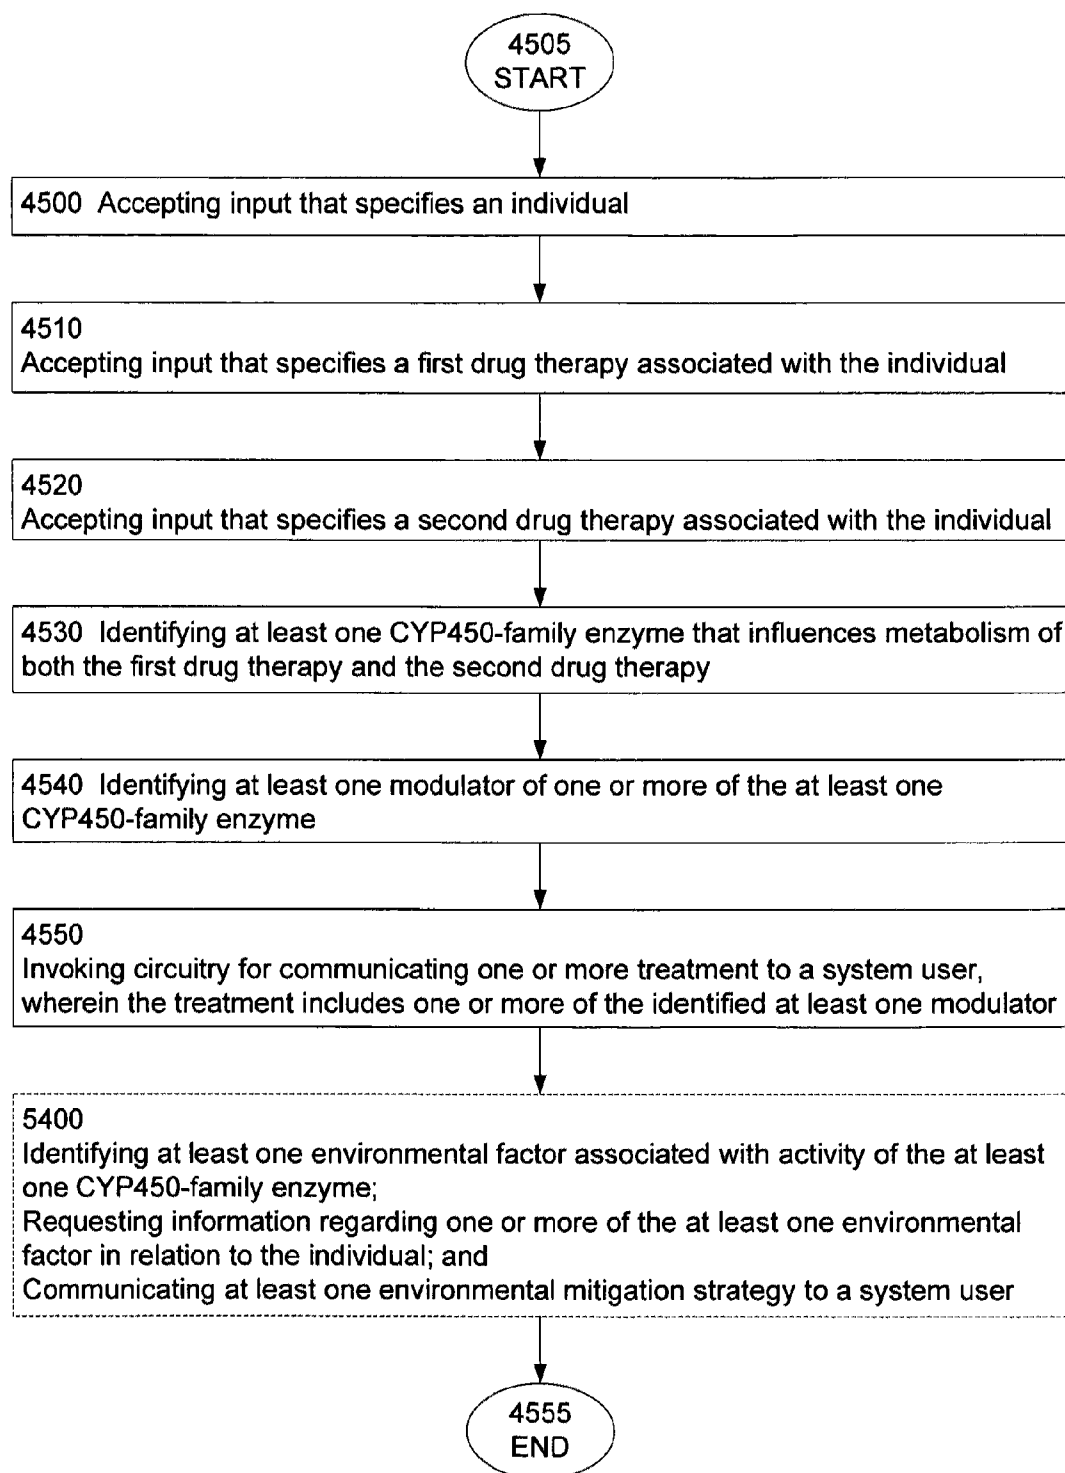 4505
START
4500 Accepting input that specifies an individual
4510
Accepting input that specifies a first drug therapy associated with the individual
4520
Accepting input that specifies a second drug therapy associated with the individual
4530 Identifying at least one CYP450-family enzyme that influences metabolism of
both the first drug therapy and the second drug therapy
4540 Identifying at least one modulator of one or more of the at least one
CYP450-family enzyme
4550
Invoking circuitry for communicating one or more treatment to a system user,
wherein the treatment includes one or more of the identified at least one modulator
5400
Identifying at least one environmental factor associated with activity of the at least
one CYP450-family enzyme;
Requesting information regarding one or more of the at least one environmental
factor in relation to the individual; and
Communicating at least one environmental mitigation strategy to a system user
4555
END